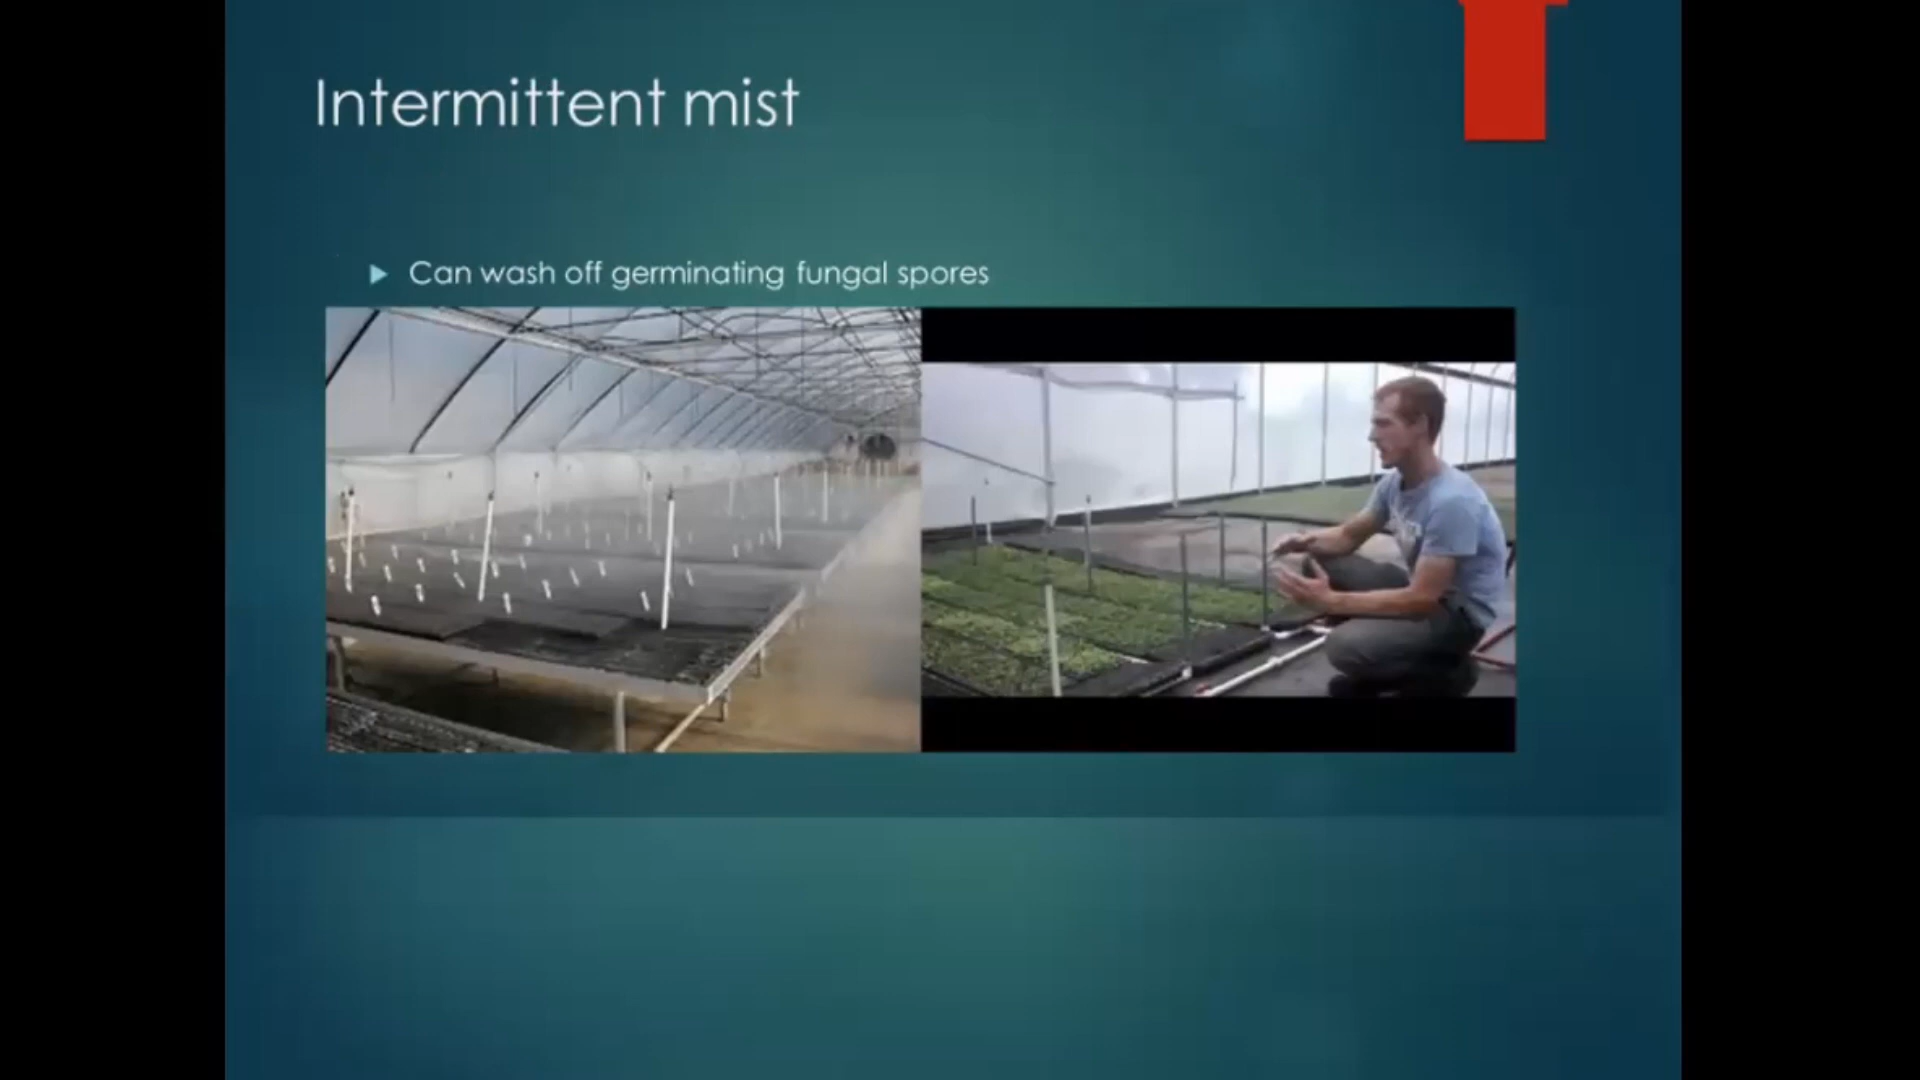 Intermittent mist
Can wash off germinating fungal spores